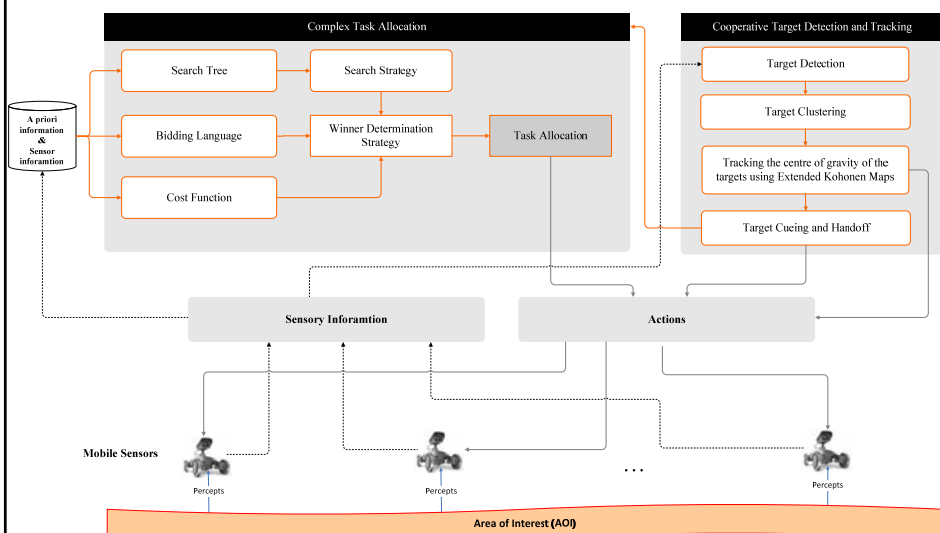 Complex Task Allocation
Cooperative Target Detection and Tracking
Search Tree
Search Strategy
Target Detection
A priori
information
&
Sensor
inforamtion
Bidding Language
Winner Determination
Strategy
Task Allocation
Target Clustering
Tracking the centre of gravity of the
targets using Extended Kohonen Maps
Cost Function
Target Cueing and Handoff
Sensory Inforamtion
Actions
Mobile Sensors
...
Percepts
Percepts
Percepts
Area of Interest (AOI)